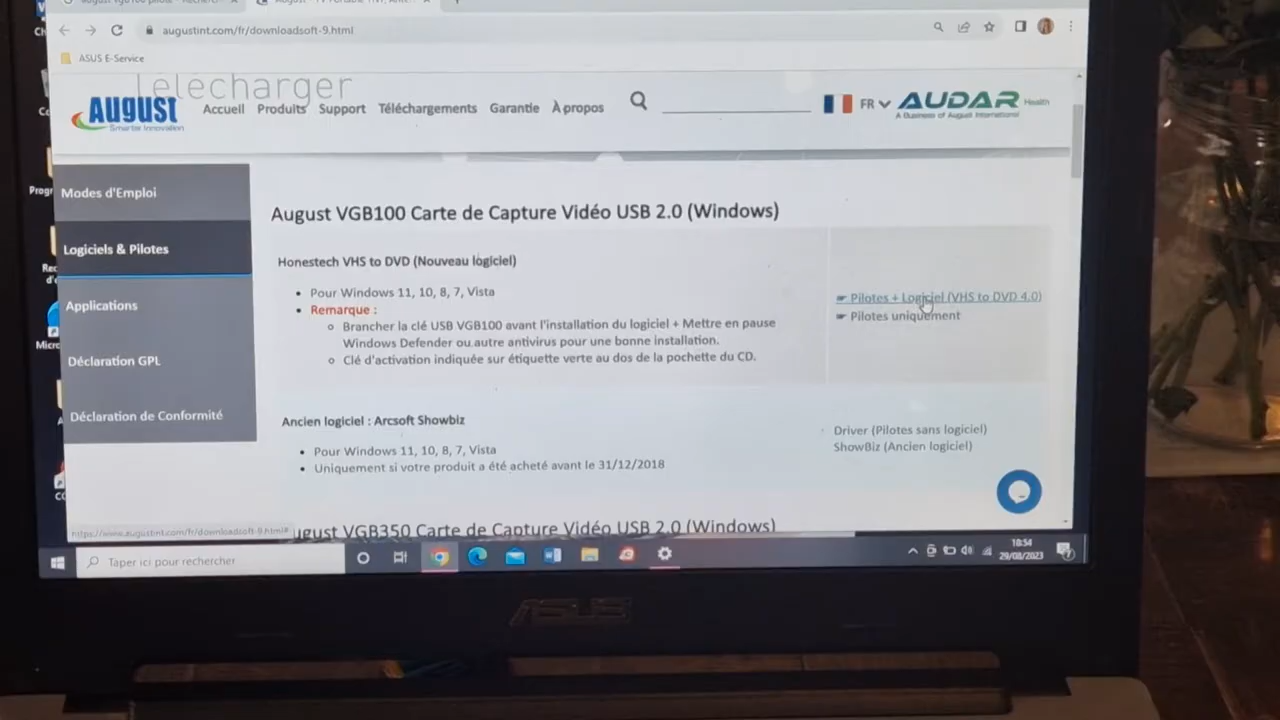 augustint.com/fr/downloadsoft-9.html
ASUS E-Service
Télécharger
AUGUST
Smarter Innovation
Accueil Produits Support Téléchargements Garantie À propos
FR
AUDAR Health
A Business of August International
Modes d'Emploi
Logiciels & Pilotes
Applications
Déclaration GPL
Déclaration de Conformité
August VGB100 Carte de Capture Vidéo USB 2.0 (Windows)
Honestech VHS to DVD (Nouveau logiciel)
Pour Windows 11, 10, 8, 7, Vista
Remarque :
Brancher la clé USB VGB100 avant l'installation du logiciel + Mettre en pause
Windows Defender ou autre antivirus pour une bonne installation.
Clé d'activation indiquée sur étiquette verte au dos de la pochette du CD.
Pilotes + Logiciel (VHS to DVD 4.0)
Pilotes uniquement
Ancien logiciel : Arcsoft Showbiz
Pour Windows 11, 10, 8, 7, Vista
Uniquement si votre produit a été acheté avant le 31/12/2018
Driver (Pilotes sans logiciel)
ShowBiz (Ancien logiciel)
https://www.augustint.com/fr/downloadsoft-9.html#
ugust VGB350 Carte de Capture Vidéo USB 2.0 (Windows)
Taper ici pour rechercher
18:54
29/08/2023
ASUS